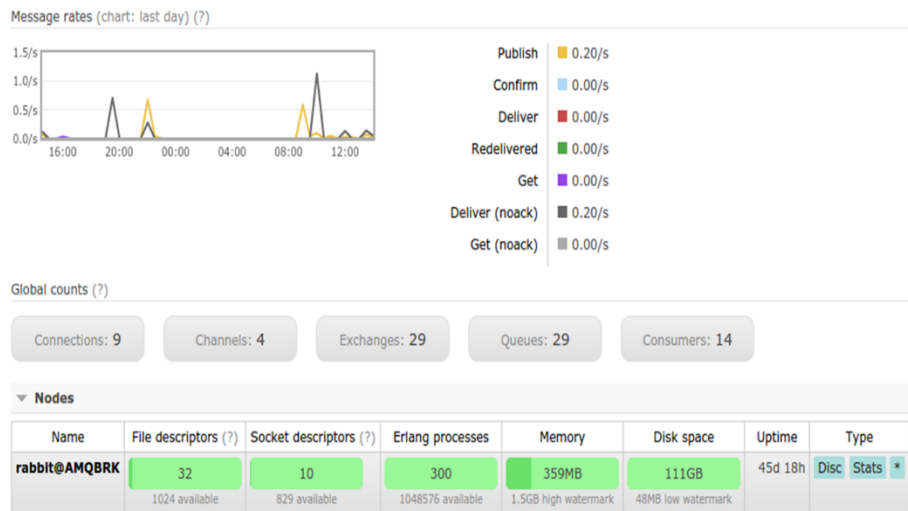 Message rates (chart: last day) (?)
1.5/s
1.0/s
0.5/s
0.0/s
16:00 20:00 00:00 04:00 08:00 12:00
Publish 0.20/s
Confirm 0.00/s
Deliver 0.00/s
Redelivered 0.00/s
Get 0.00/s
Deliver (noack) 0.20/s
Get (noack) 0.00/s
Global counts (?)
Connections: 9 Channels: 4 Exchanges: 29 Queues: 29 Consumers: 14
Nodes
Name File descriptors (?) Socket descriptors (?) Erlang processes Memory Disk space Uptime Type
rabbit@AMQBRK 32 10 300 359MB 111GB 45d 18h Disc Stats *
1024 available 829 available 1048576 available 1.5GB high watermark 48MB low watermark